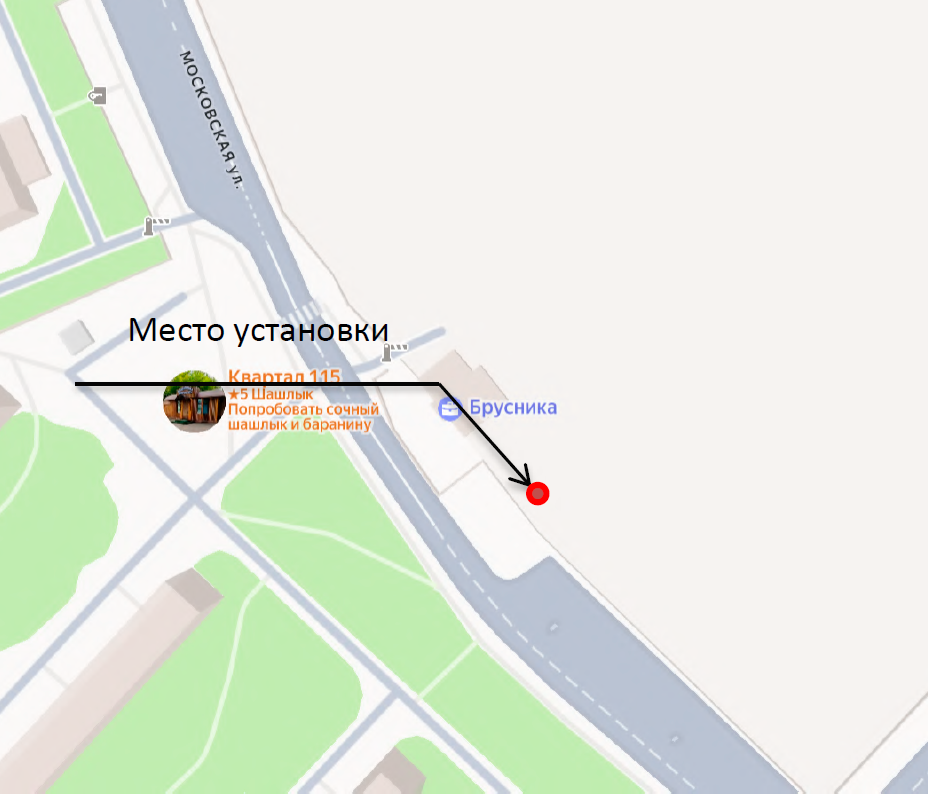 МОСКОВСКАЯ УЛ.
Место установки
Квартал 115
★5 Шашлык
Попробовать сочный
шашлык и баранину
Брусника